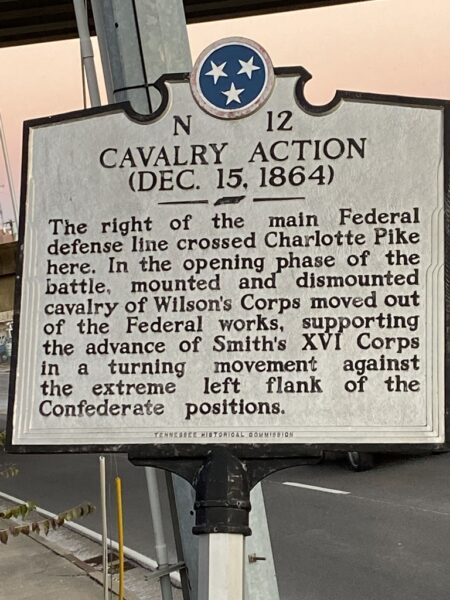 N 12
CAVALRY ACTION
(DEC. 15, 1864)
The right of the main Federal
defense line crossed Charlotte Pike
here. In the opening phase of the
battle, mounted and dismounted
cavalry of Wilson's Corps moved out
of the Federal works, supporting
the advance of Smith's XVI Corps
in a turning movement against
the extreme left flank of the
Confederate positions.
TENNESSEE HISTORICAL COMMISSION